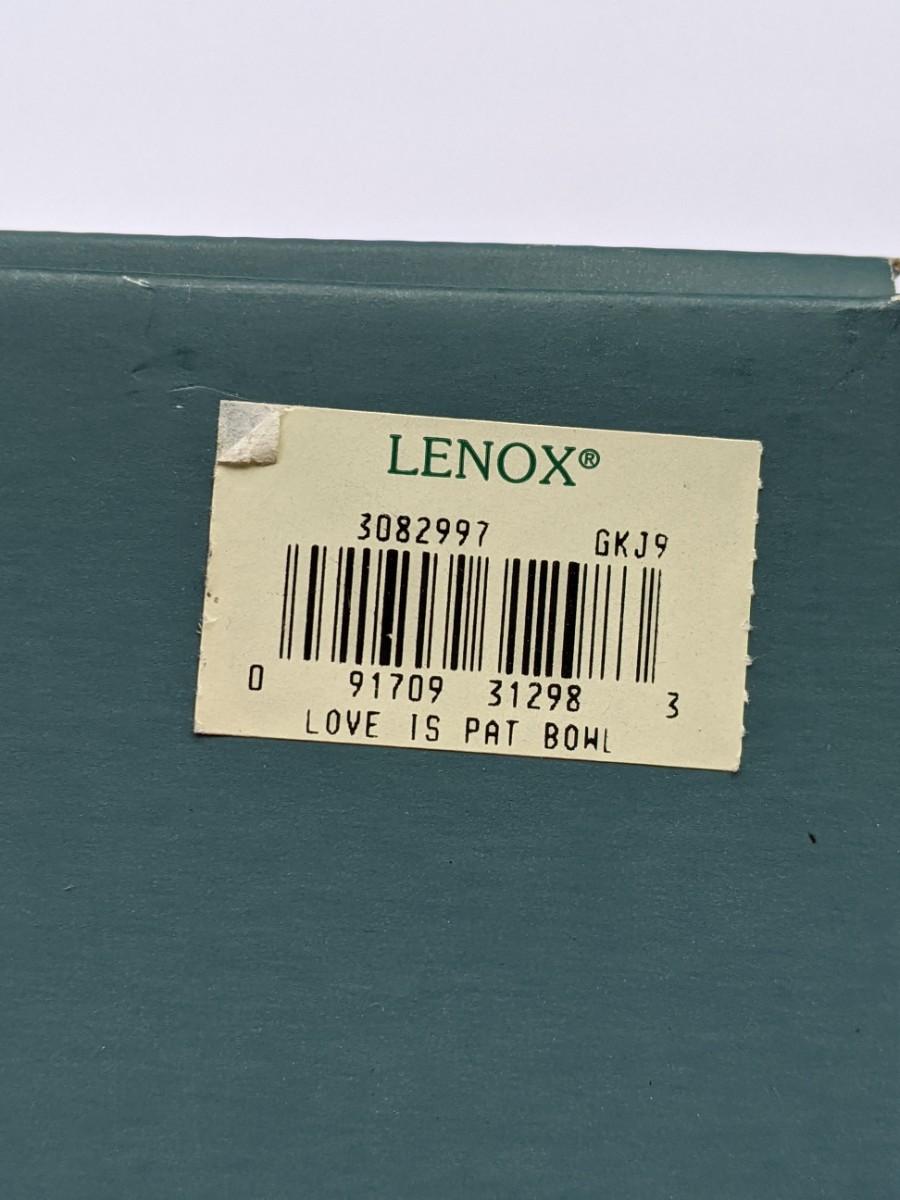 LENOX®
3082997 GKJ9
0 91709 31298 3
LOVE IS PAT BOWL